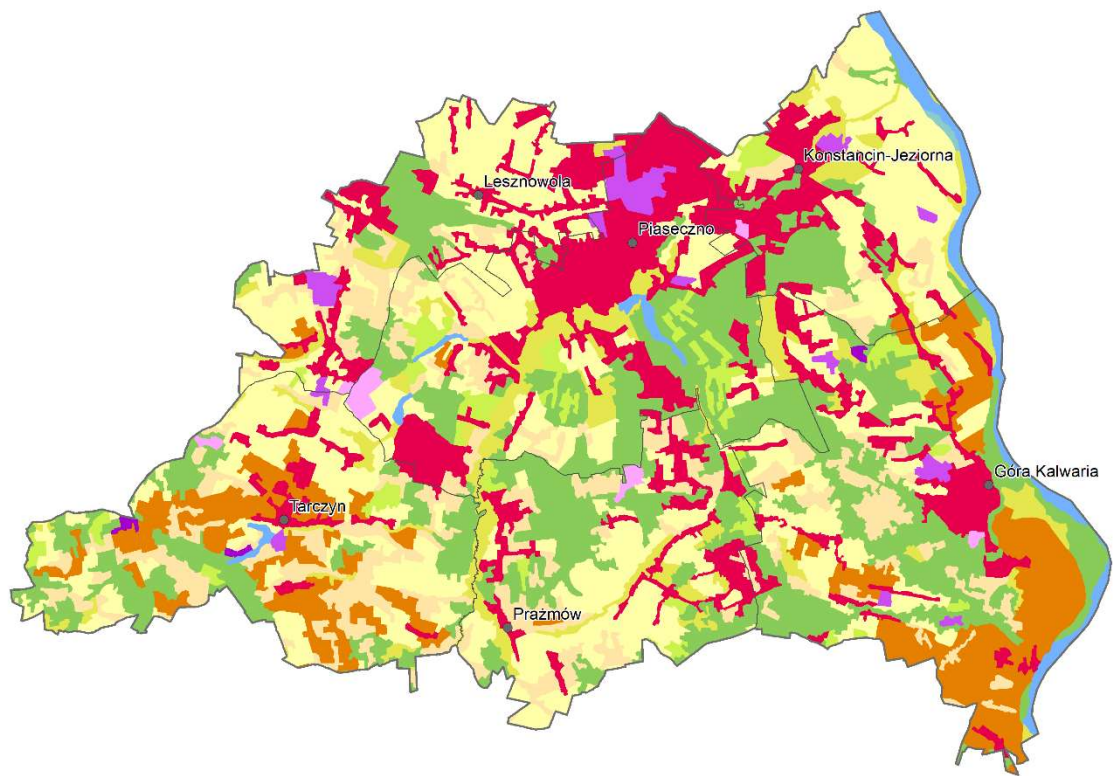 Konstancin-Jeziorna
Lesznowola
Piaseczno
Góra Kalwaria
Tarczyn
Prażmów